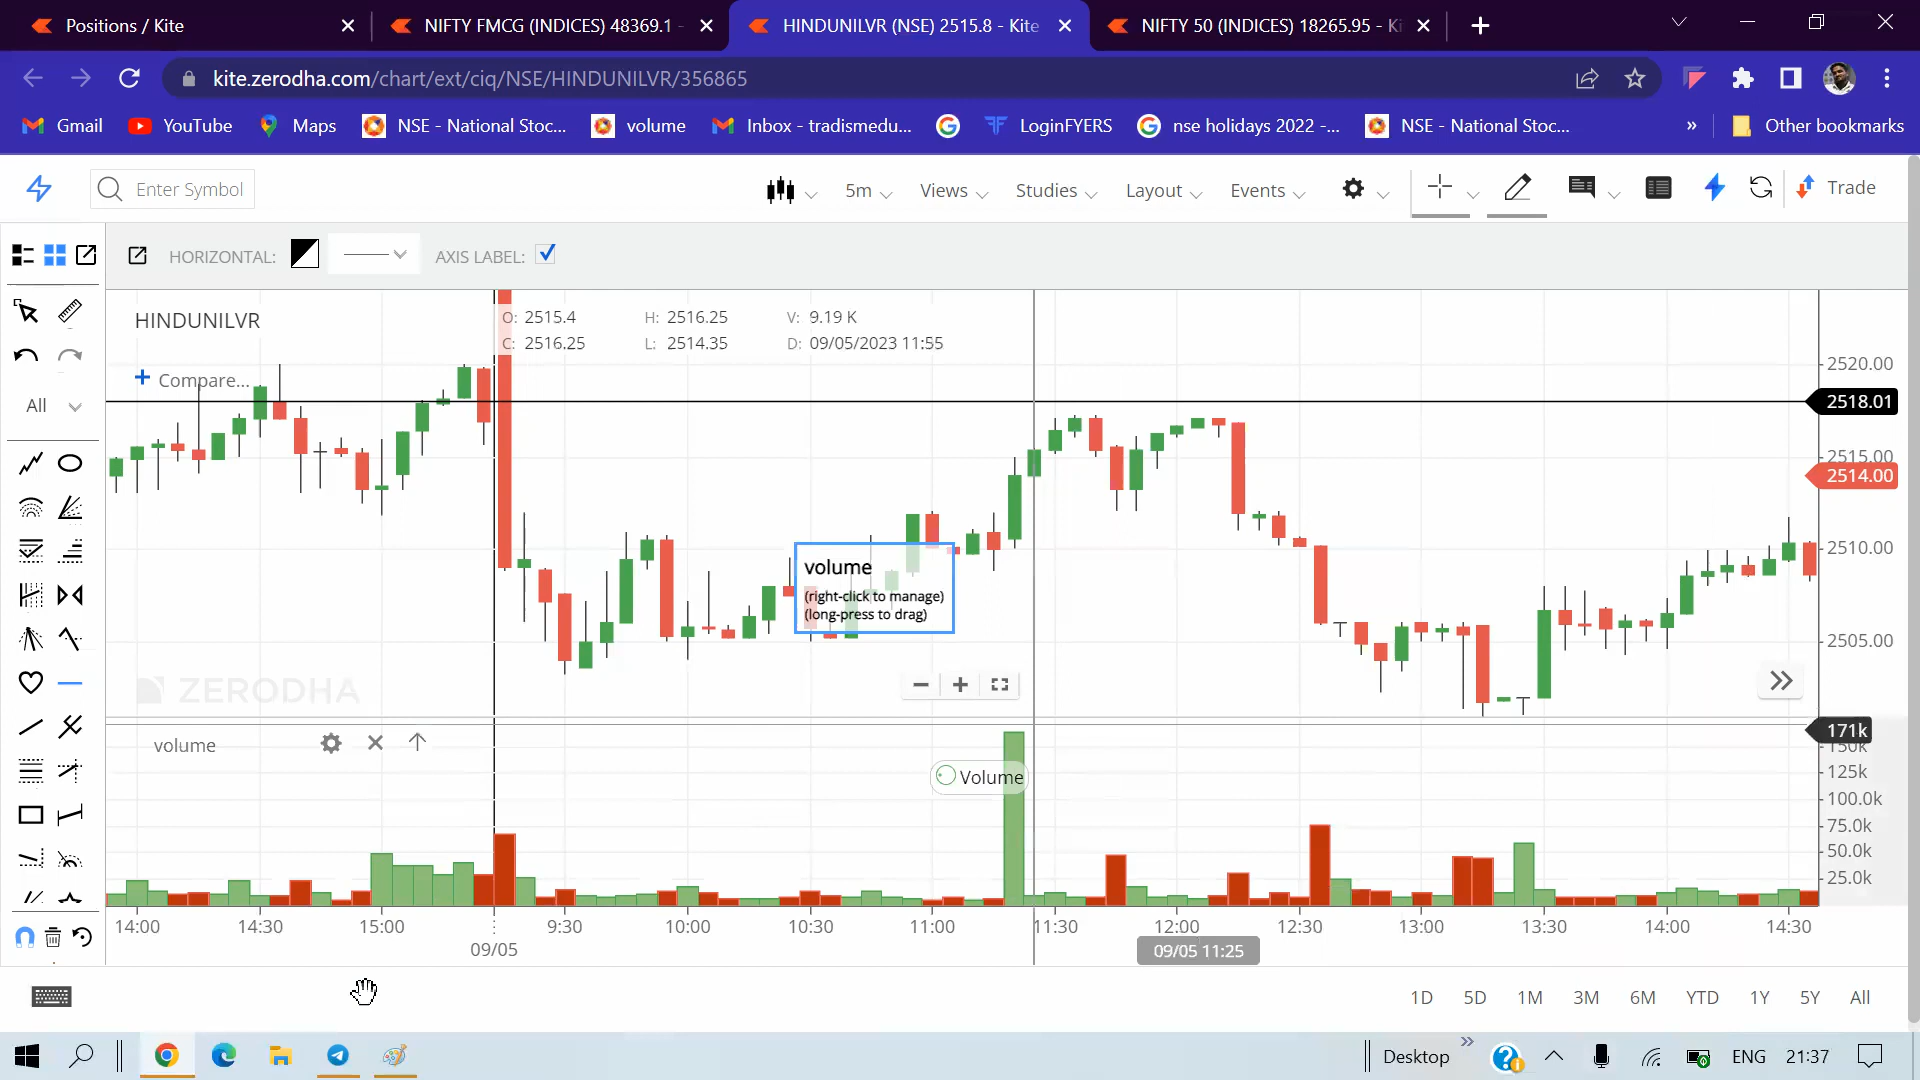 Positions / Kite
NIFTY FMCG (INDICES) 48369.1 -
HINDUNILVR (NSE) 2515.8 - Kite
NIFTY 50 (INDICES) 18265.95 - Ki
kite.zerodha.com/chart/ext/ciq/NSE/HINDUNILVR/356865
Gmail
YouTube
Maps
NSE - National Stoc...
volume
Inbox - tradismedu...
LoginFYERS
nse holidays 2022 -...
NSE - National Stoc...
»
Other bookmarks
Enter Symbol
5m
Views
Studies
Layout
Events
Trade
HORIZONTAL:
AXIS LABEL:
HINDUNILVR
O: 2515.4
H: 2516.25
V: 9.19 K
C: 2516.25
L: 2514.35
D: 09/05/2023 11:55
+ Compare...
All
2520.00
2518.01
2515.00
2514.00
2510.00
2505.00
volume
(right-click to manage)
(long-press to drag)
ZERODHA
volume
Volume
171k
150k
125k
100.0k
75.0k
50.0k
25.0k
14:00
14:30
15:00
9:30
10:00
10:30
11:00
11:30
12:00
12:30
13:00
13:30
14:00
14:30
09/05
09/05 11:25
1D
5D
1M
3M
6M
YTD
1Y
5Y
All
Desktop
»
ENG
21:37